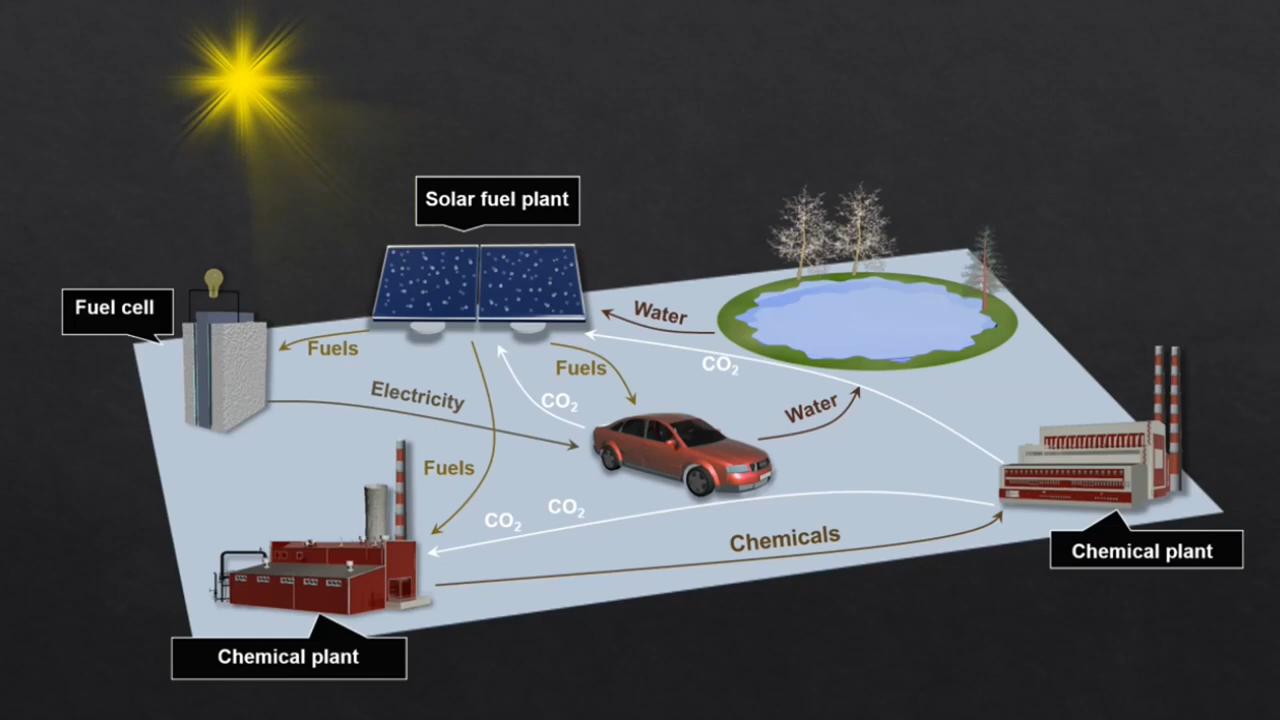 Solar fuel plant
Fuel cell
Water
Fuels
Fuels
CO₂
Electricity
CO₂
Water
Fuels
CO₂
CO₂
Chemicals
Chemical plant
Chemical plant